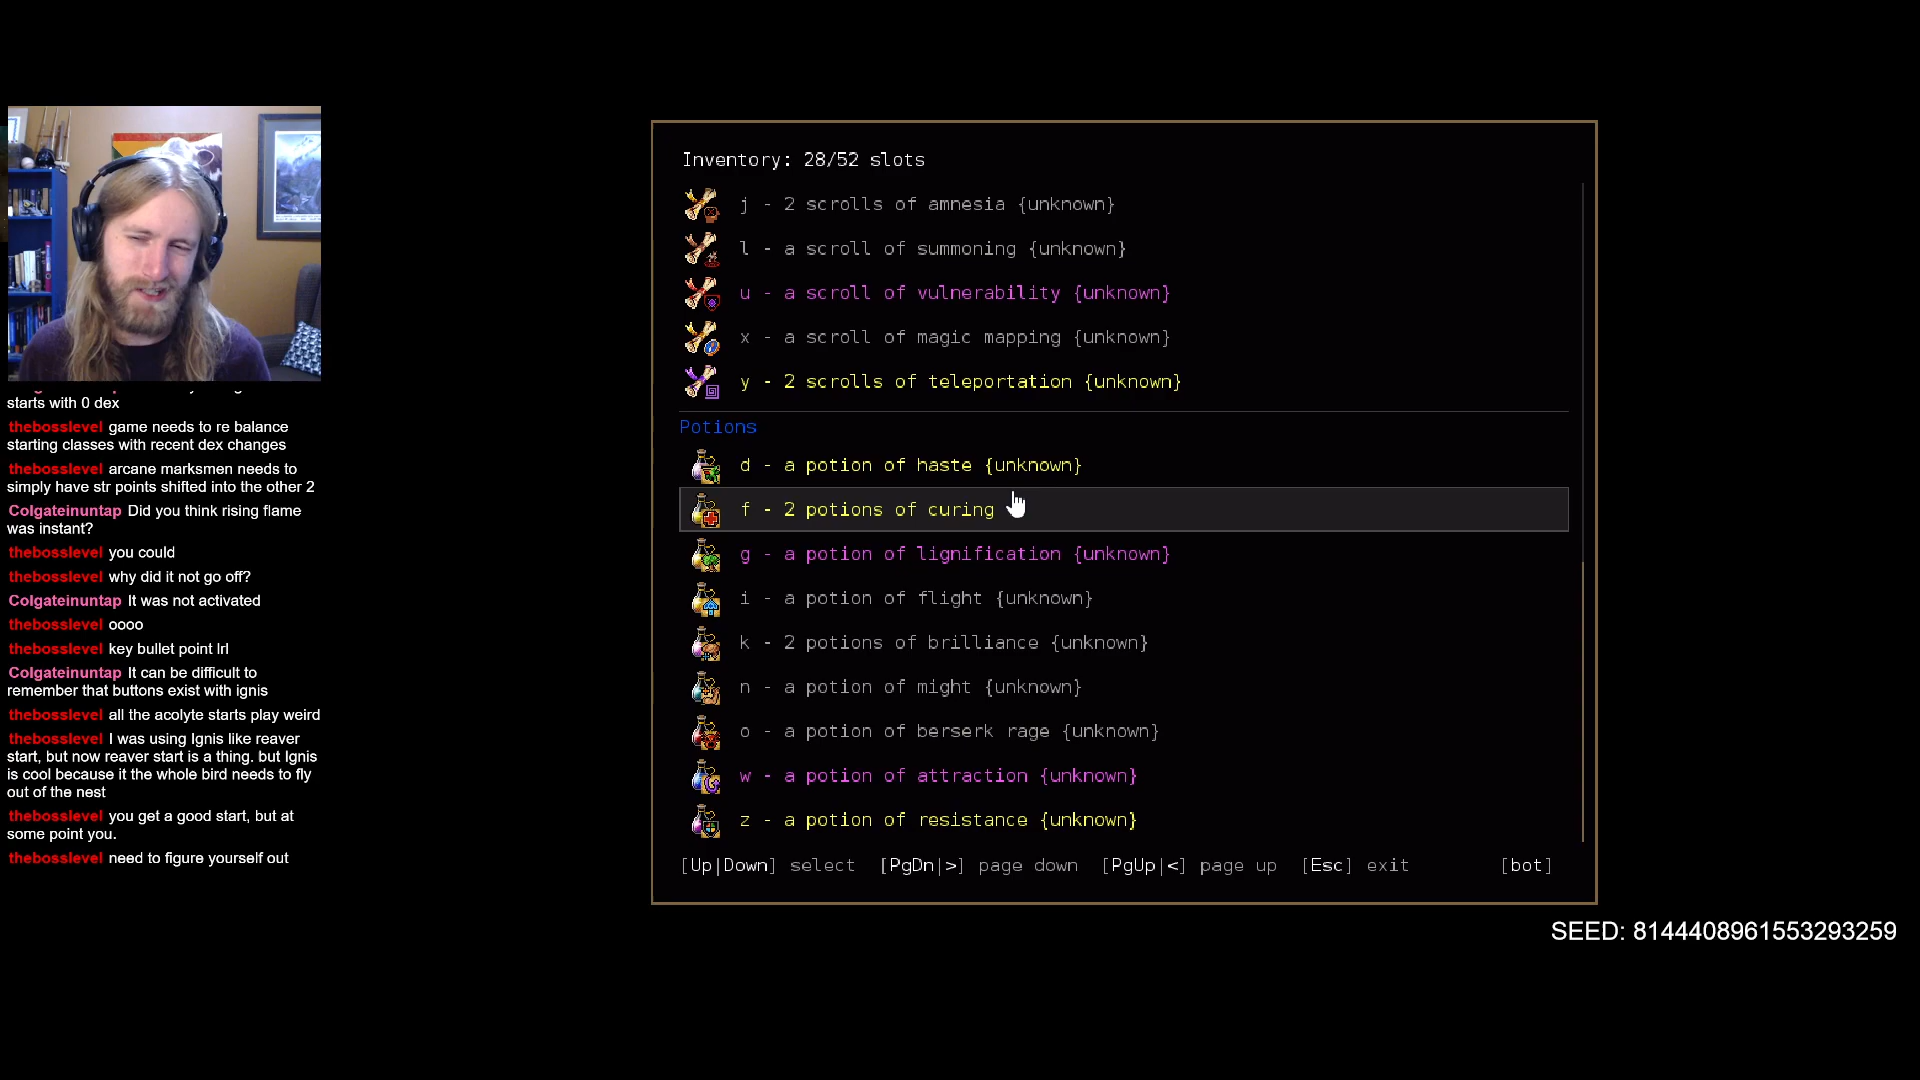 starts with 0 dex
thebosslevel game needs to re balance
starting classes with recent dex changes
thebosslevel arcane marksmen needs to
simply have str points shifted into the other 2
Colgateinuntap Did you think rising flame
was instant?
thebosslevel you could
thebosslevel why did it not go off?
Colgateinuntap It was not activated
thebosslevel oooo
thebosslevel key bullet point lrl
Colgateinuntap It can be difficult to
remember that buttons exist with ignis
thebosslevel all the acolyte starts play weird
thebosslevel I was using Ignis like reaver
start, but now reaver start is a thing. but Ignis
is cool because it the whole bird needs to fly
out of the nest
thebosslevel you get a good start, but at
some point you.
thebosslevel need to figure yourself out
Inventory: 28/52 slots
j - 2 scrolls of amnesia {unknown}
l - a scroll of summoning {unknown}
u - a scroll of vulnerability {unknown}
x - a scroll of magic mapping {unknown}
y - 2 scrolls of teleportation {unknown}
Potions
d - a potion of haste {unknown}
f - 2 potions of curing
g - a potion of lignification {unknown}
i - a potion of flight {unknown}
k - 2 potions of brilliance {unknown}
n - a potion of might {unknown}
o - a potion of berserk rage {unknown}
w - a potion of attraction {unknown}
z - a potion of resistance {unknown}
[Up|Down] select [PgDn|>] page down [PgUp|<] page up [Esc] exit [bot]
SEED: 8144408961553293259